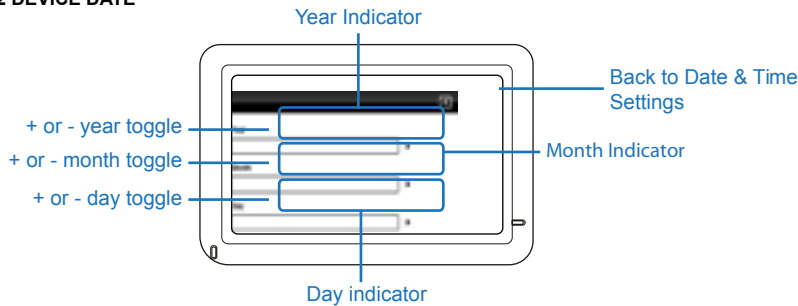 2 DEVICE DATE
Year Indicator
Back to Date & Time
Settings
+ or - year toggle
+ or - month toggle
Month Indicator
+ or - day toggle
Day indicator